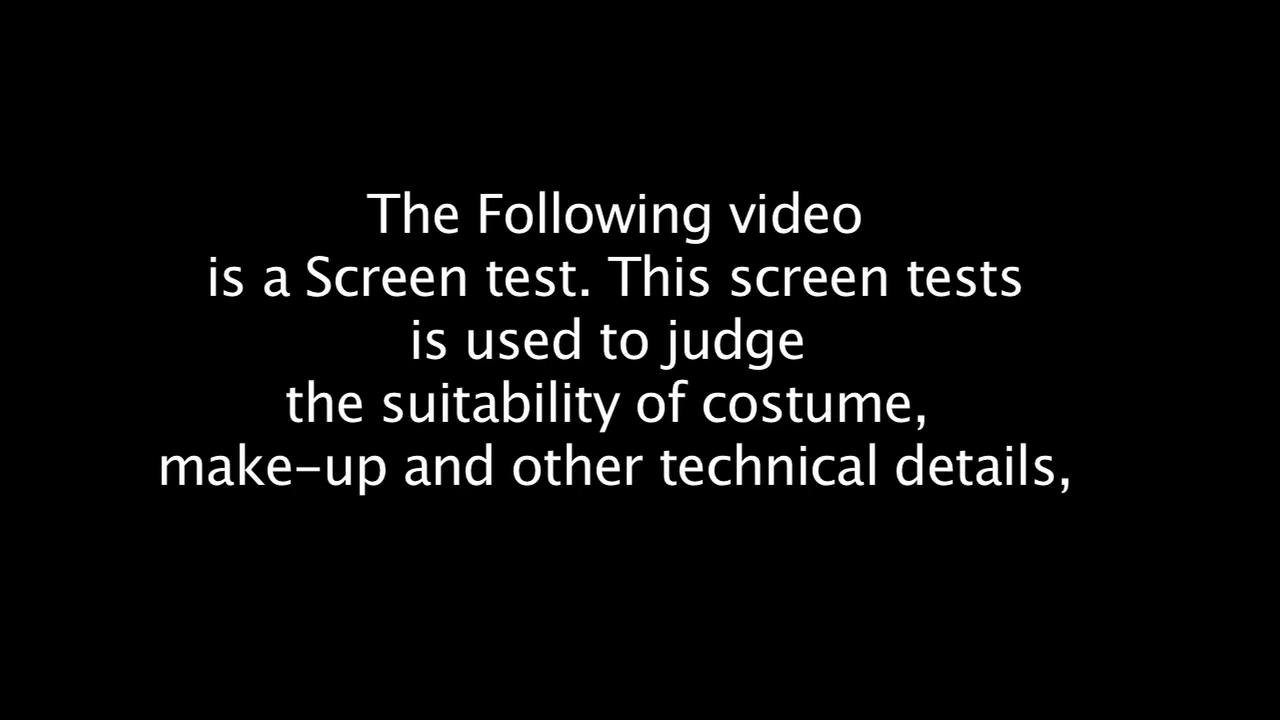 The Following video
is a Screen test. This screen tests
is used to judge
the suitability of costume,
make-up and other technical details,